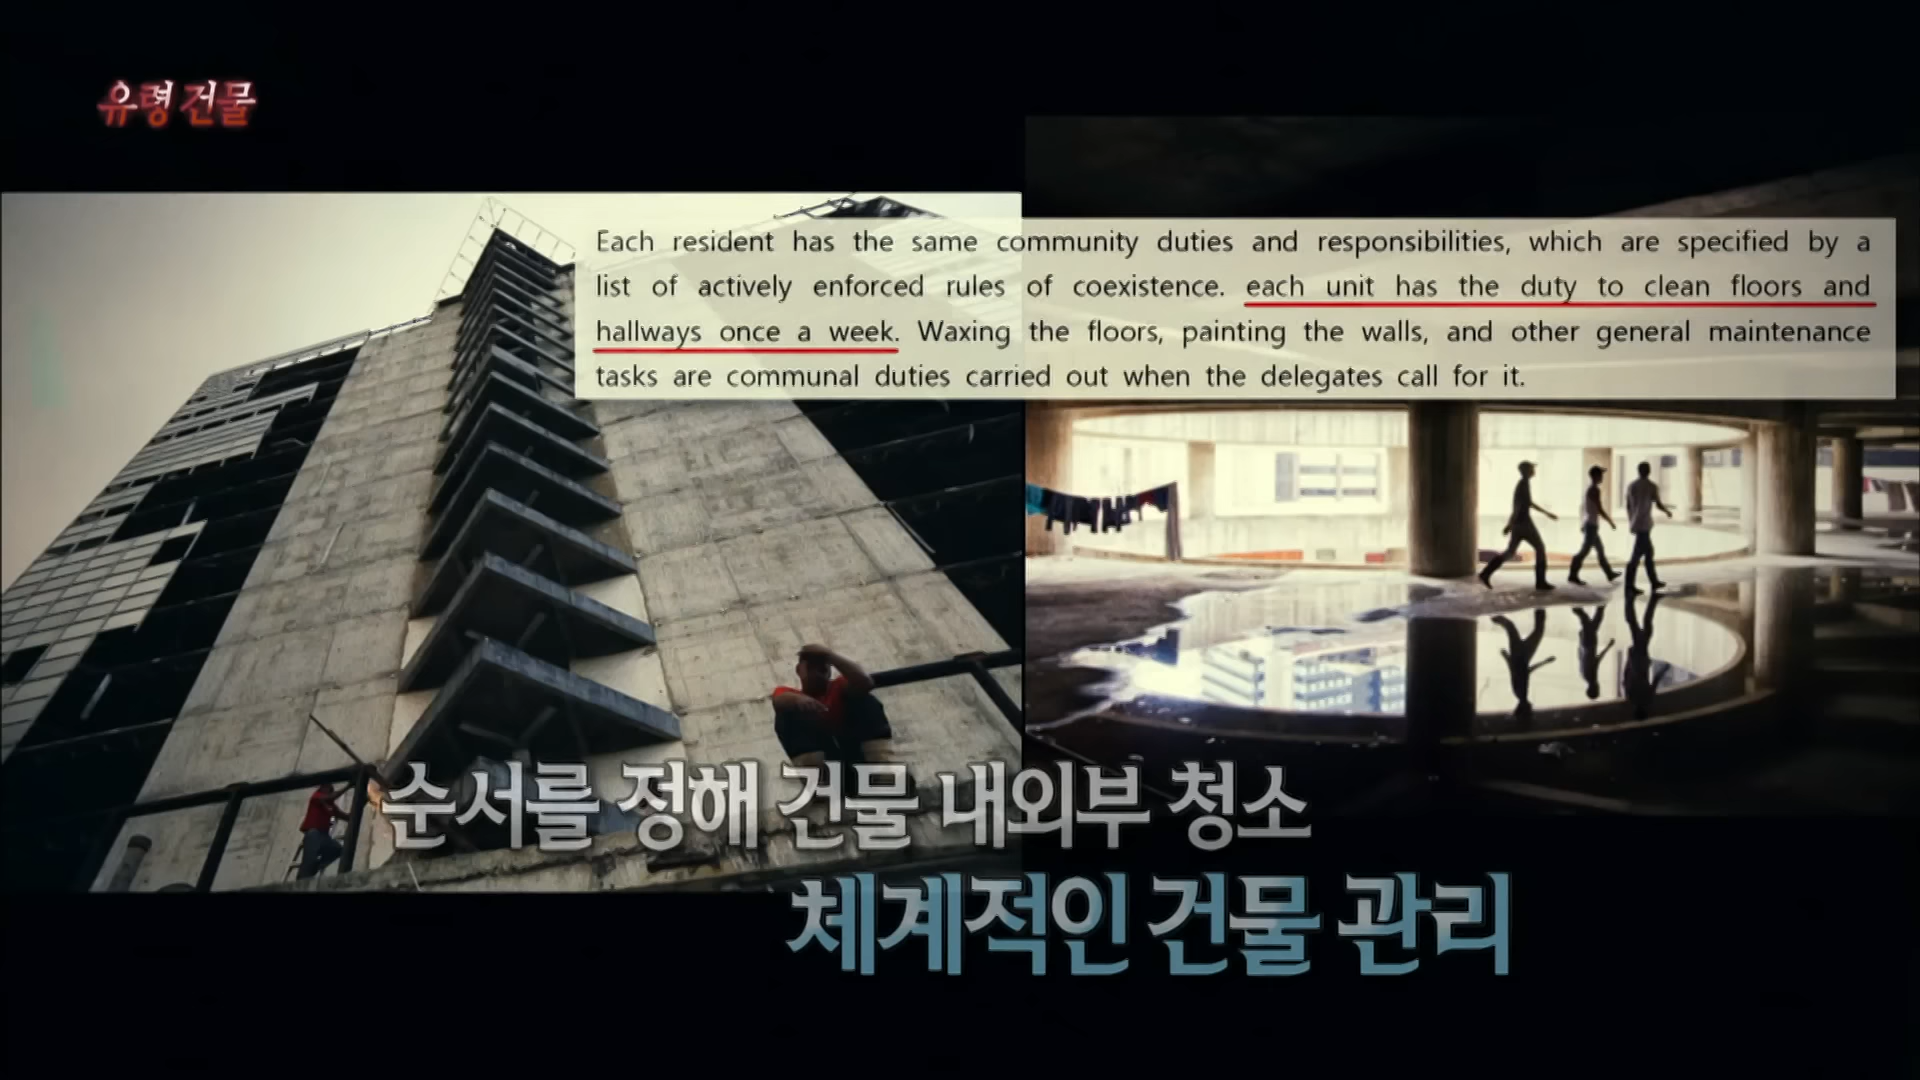 유령 건물
Each resident has the same community duties and responsibilities, which are specified by a
list of actively enforced rules of coexistence. each unit has the duty to clean floors and
hallways once a week. Waxing the floors, painting the walls, and other general maintenance
tasks are communal duties carried out when the delegates call for it.
순서를 정해 건물 내외부 청소
체계적인 건물 관리